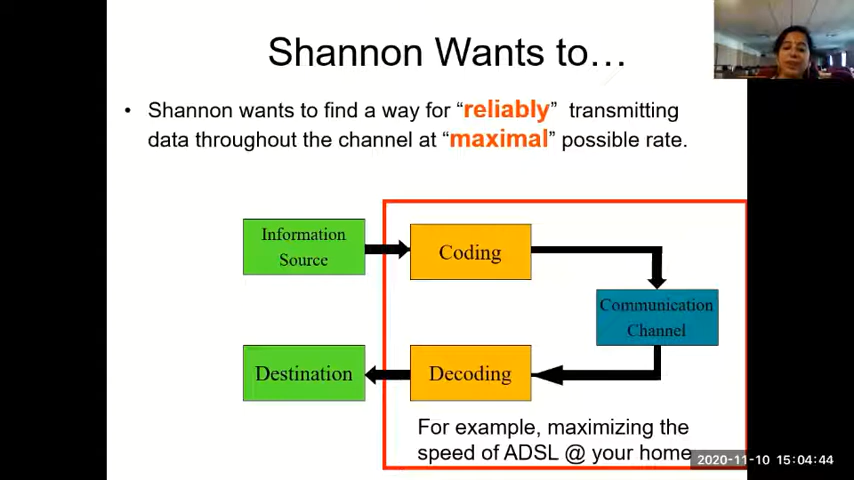 Shannon Wants to…
• Shannon wants to find a way for “reliably” transmitting
data throughout the channel at “maximal” possible rate.
Information
Source
Coding
Communication
Channel
Destination
Decoding
For example, maximizing the
speed of ADSL @ your home
2020-11-10 15:04:44